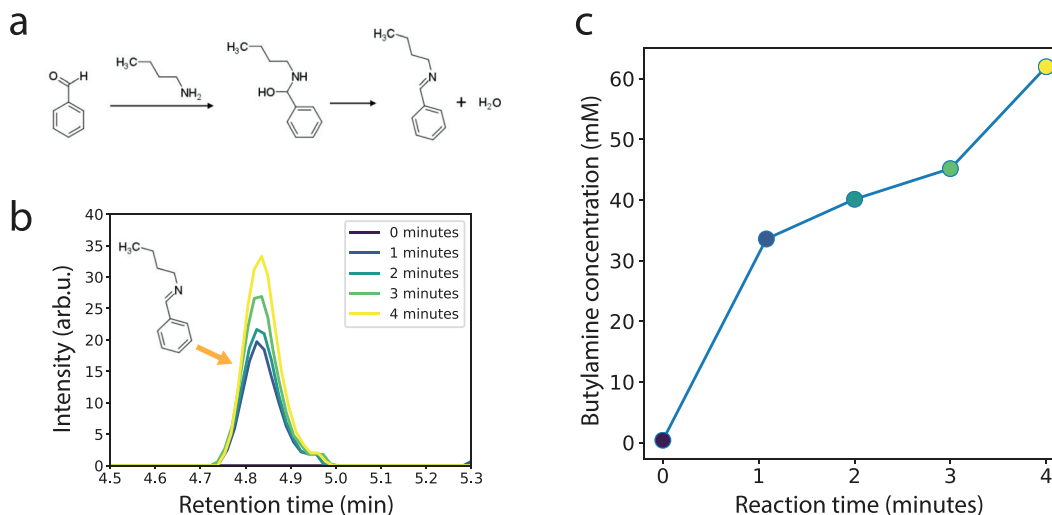 a
H₃C
O
H
NH₂
H₃C
NH
HO
H₃C
N
+ H₂O
b
Intensity (arb.u.)
40
35
30
25
20
15
10
5
0
H₃C
N
0 minutes
1 minutes
2 minutes
3 minutes
4 minutes
4.5 4.6 4.7 4.8 4.9 5.0 5.1 5.2 5.3
Retention time (min)
c
Butylamine concentration (mM)
60
50
40
30
20
10
0
0 1 2 3 4
Reaction time (minutes)